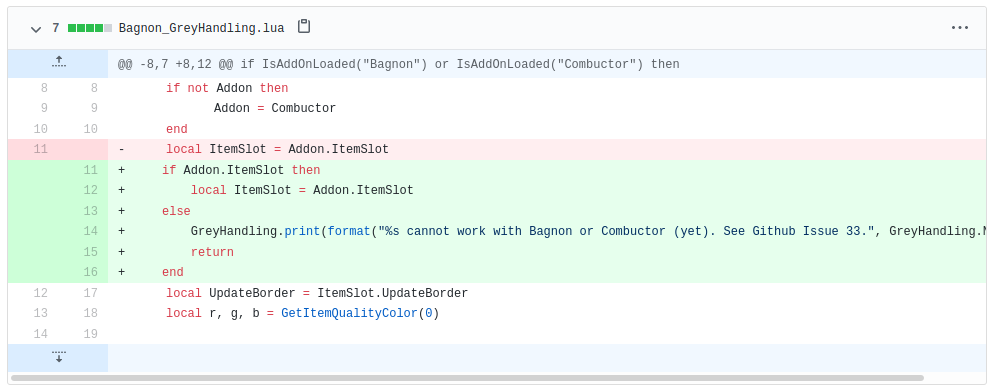 7 Bagnon_GreyHandling.lua
@@ -8,7 +8,12 @@ if IsAddOnLoaded("Bagnon") or IsAddOnLoaded("Combuctor") then
8 8 if not Addon then
9 9 Addon = Combuctor
10 10 end
11 - local ItemSlot = Addon.ItemSlot
11 + if Addon.ItemSlot then
12 + local ItemSlot = Addon.ItemSlot
13 + else
14 + GreyHandling.print(format("%s cannot work with Bagnon or Combuctor (yet). See Github Issue 33.", GreyHandling.
15 + return
16 + end
12 17 local UpdateBorder = ItemSlot.UpdateBorder
13 18 local r, g, b = GetItemQualityColor(0)
14 19